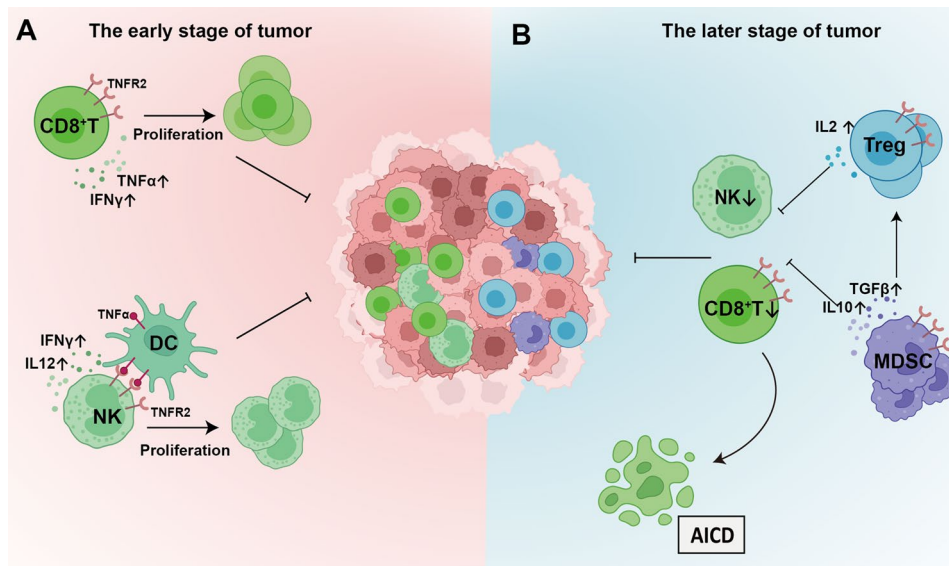 A
The early stage of tumor
CD8⁺T
TNFR2
Proliferation
TNFα↑
IFNγ↑
TNFα
DC
IFNγ↑
IL12↑
NK
TNFR2
Proliferation
B
The later stage of tumor
IL2 ↑
Treg
NK↓
TGFβ↑
IL10↑
CD8⁺T↓
MDSC
AICD